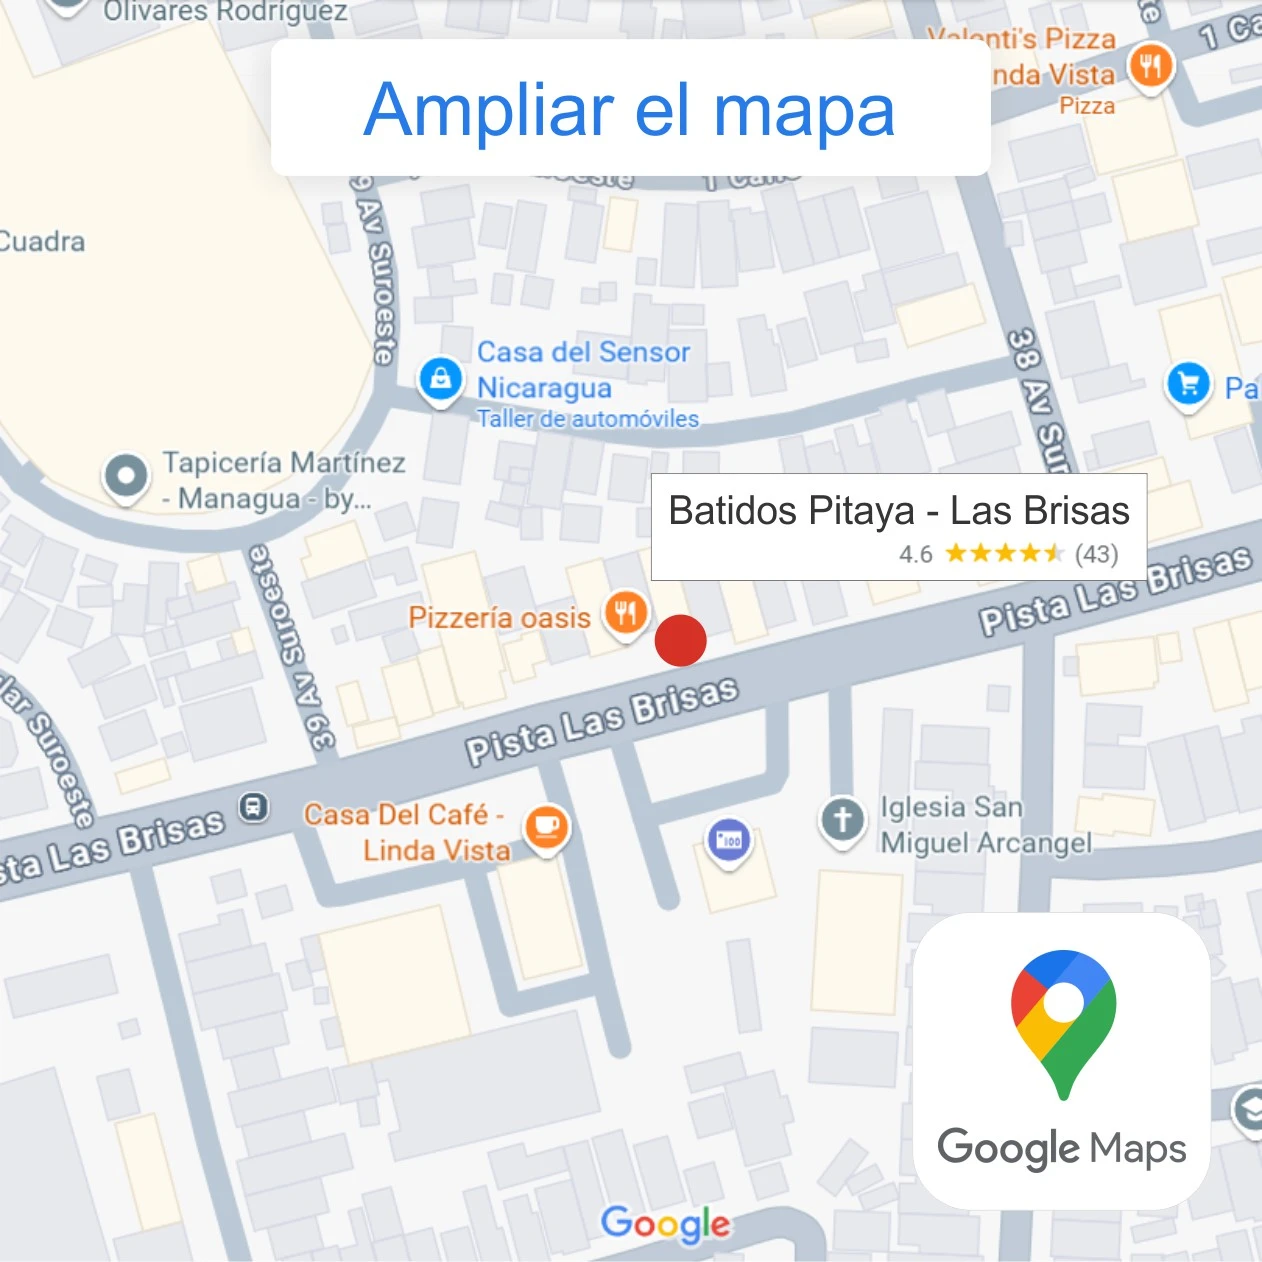 Olivares Rodríguez
Valenti's Pizza
nda Vista
Pizza
Ampliar el mapa
Cuadra
Av Suroeste
Casa del Sensor
Nicaragua
Taller de automóviles
38 Av Sur
Pa
Tapicería Martínez
- Managua - by...
Batidos Pitaya - Las Brisas
4.6 (43)
Pizzería oasis
Pista Las Brisas
39 Av Suroeste
Pista Las Brisas
lar Suroeste
sta Las Brisas
Casa Del Café -
Linda Vista
100
Iglesia San
Miguel Arcangel
Google Maps
Google